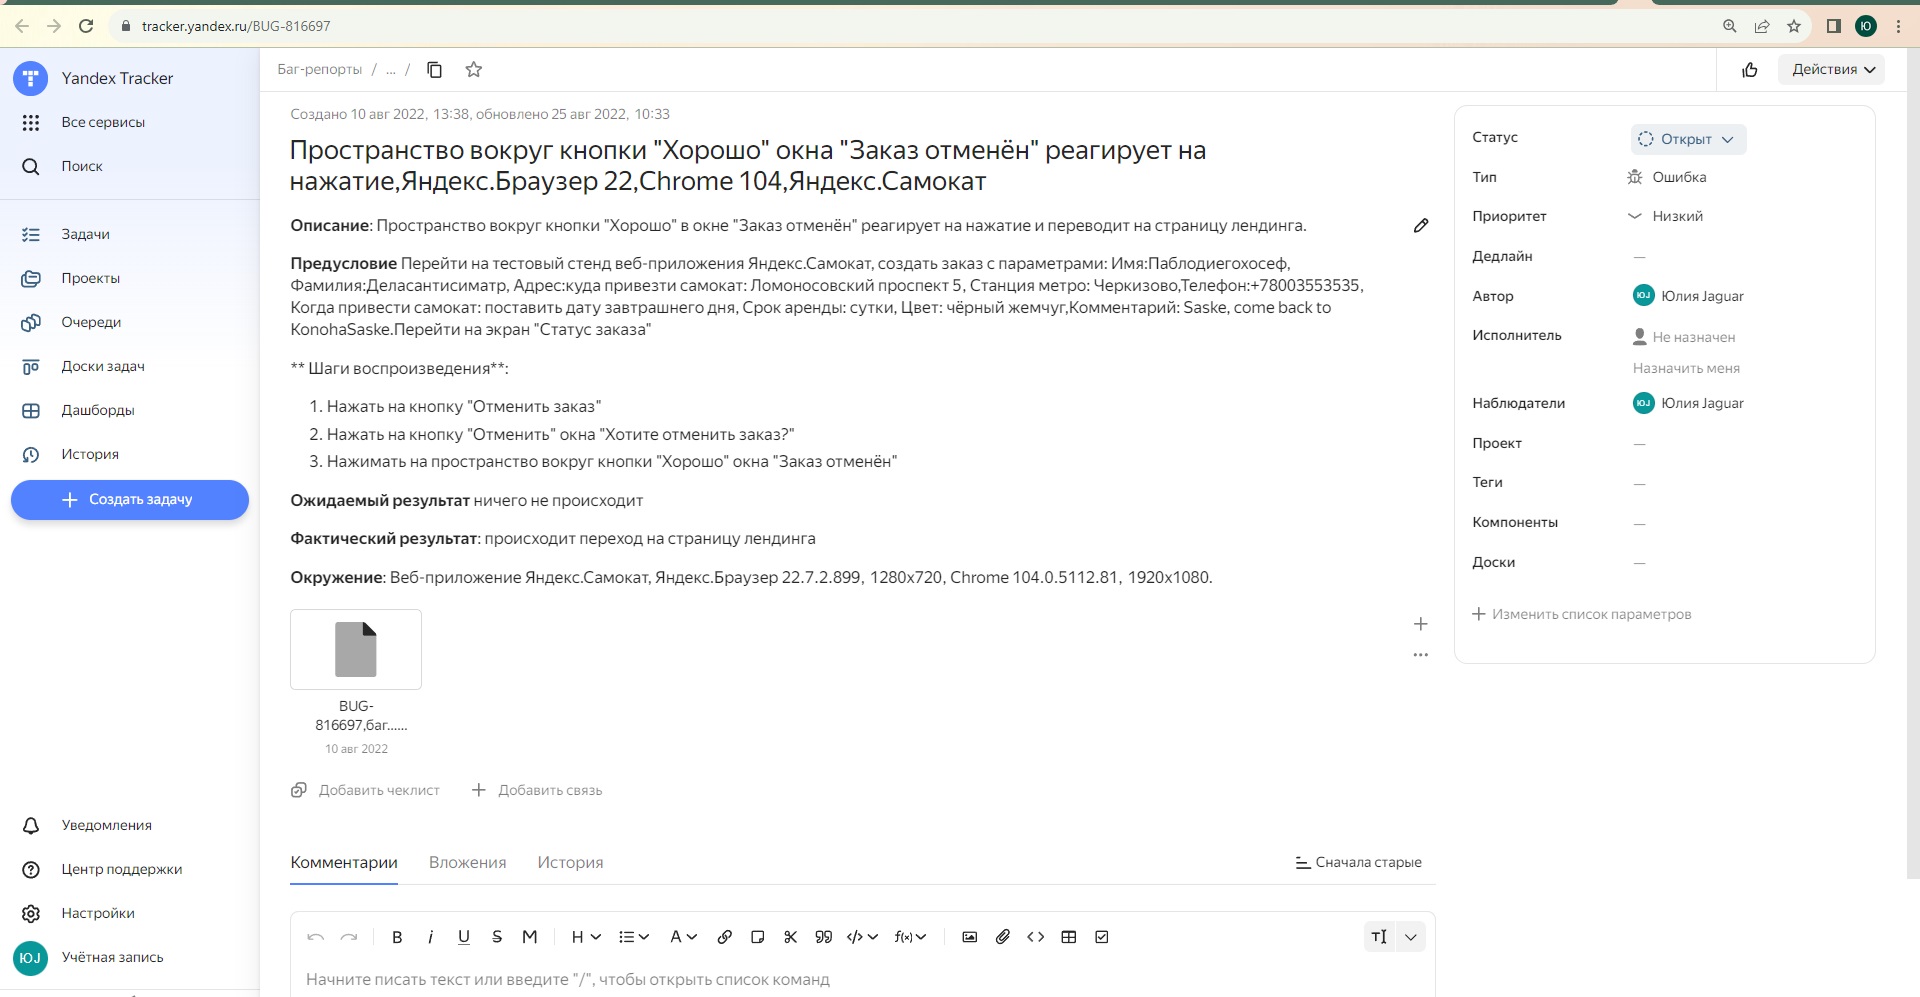 tracker.yandex.ru/BUG-816697
Ю
Yandex Tracker
Все сервисы
Поиск
Задачи
Проекты
Очереди
Доски задач
Дашборды
История
Создать задачу
Уведомления
Центр поддержки
Настройки
ЮJ Учётная запись
Баг-репорты / ... /
Действия
Создано 10 авг 2022, 13:38, обновлено 25 авг 2022, 10:33
Пространство вокруг кнопки "Хорошо" окна "Заказ отменён" реагирует на
нажатие,Яндекс.Браузер 22,Chrome 104,Яндекс.Самокат
Описание: Пространство вокруг кнопки "Хорошо" в окне "Заказ отменён" реагирует на нажатие и переводит на страницу лендинга.
Предусловие Перейти на тестовый стенд веб-приложения Яндекс.Самокат, создать заказ с параметрами: Имя:Паблодиегохосеф,
Фамилия:Деласантисиматр, Адрес:куда привезти самокат: Ломоносовский проспект 5, Станция метро: Черкизово,Телефон:+78003553535,
Когда привести самокат: поставить дату завтрашнего дня, Срок аренды: сутки, Цвет: чёрный жемчуг,Комментарий: Saske, come back to
KonohaSaske.Перейти на экран "Статус заказа"
** Шаги воспроизведения**:
1. Нажать на кнопку "Отменить заказ"
2. Нажать на кнопку "Отменить" окна "Хотите отменить заказ?"
3. Нажимать на пространство вокруг кнопки "Хорошо" окна "Заказ отменён"
Ожидаемый результат ничего не происходит
Фактический результат: происходит переход на страницу лендинга
Окружение: Веб-приложение Яндекс.Самокат, Яндекс.Браузер 22.7.2.899, 1280x720, Chrome 104.0.5112.81, 1920x1080.
BUG-
816697,баг......
10 авг 2022
Добавить чеклист
Добавить связь
Комментарии
Вложения
История
Сначала старые
B i U S M H A f(x) TI
Начните писать текст или введите "/", чтобы открыть список команд
Статус Открыт
Тип Ошибка
Приоритет Низкий
Дедлайн —
Автор ЮJ Юлия Jaguar
Исполнитель Не назначен
Назначить меня
Наблюдатели ЮJ Юлия Jaguar
Проект —
Теги —
Компоненты —
Доски —
Изменить список параметров